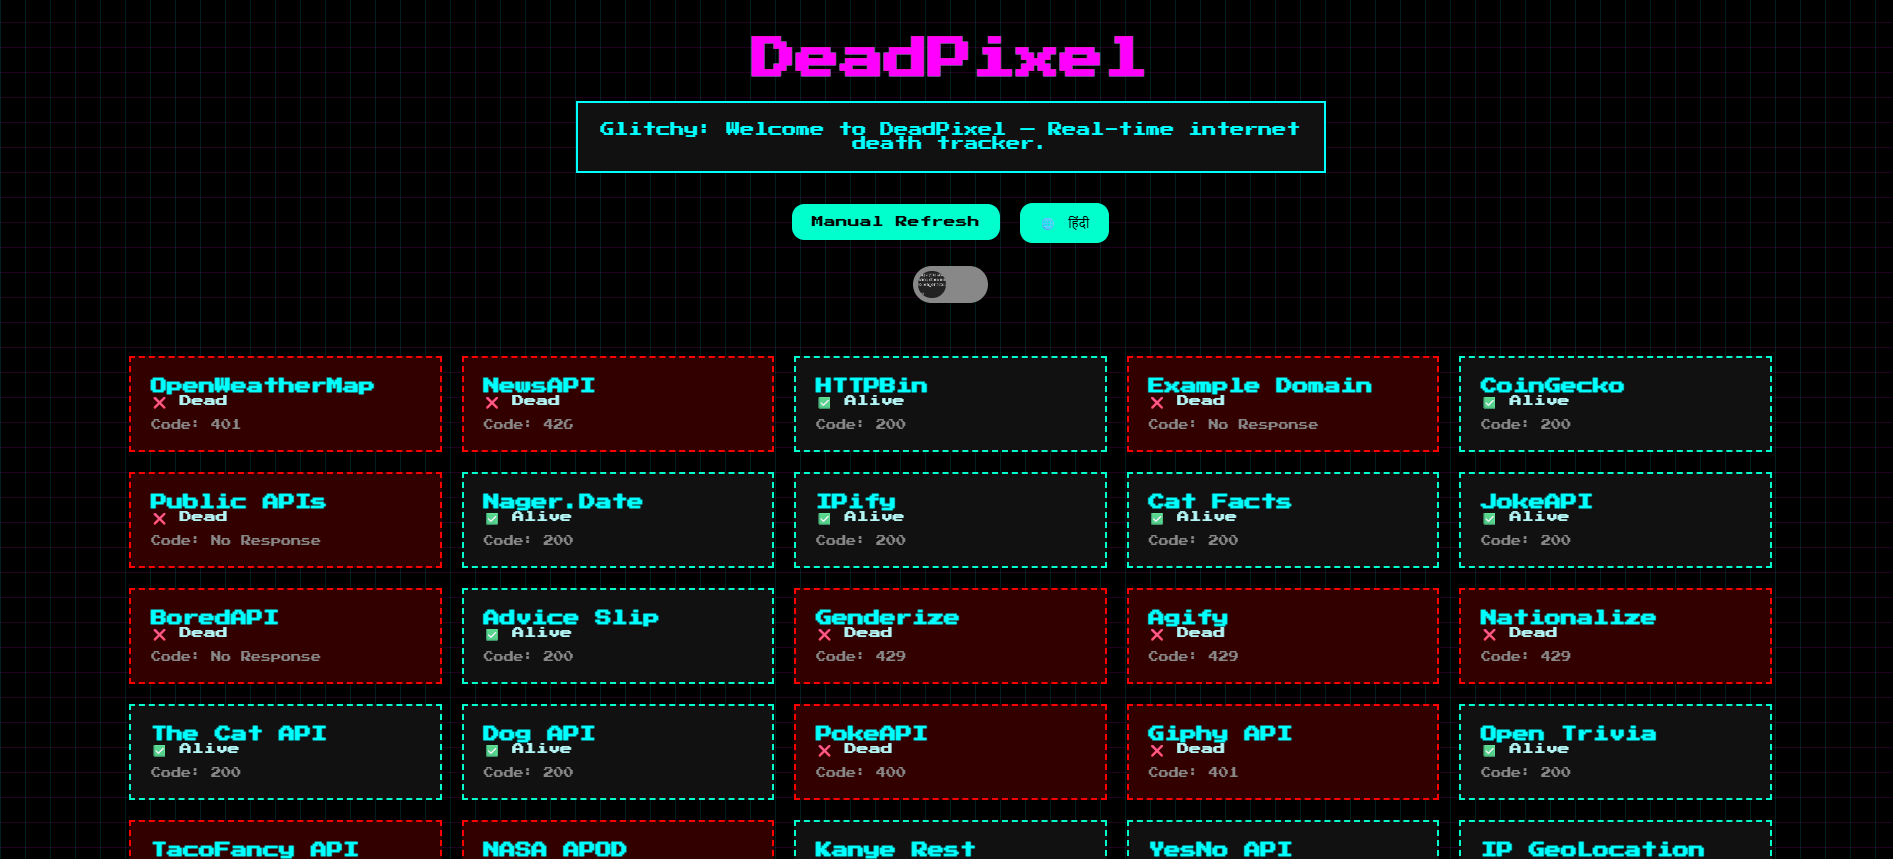 DeadPixel
Glitchy: Welcome to DeadPixel — Real-time internet
death tracker.
Manual Refresh
हिंदी
OpenWeatherMap
❌ Dead
Code: 401
NewsAPI
❌ Dead
Code: 426
HTTPBin
✅ Alive
Code: 200
Example Domain
❌ Dead
Code: No Response
CoinGecko
✅ Alive
Code: 200
Public APIs
❌ Dead
Code: No Response
Nager.Date
✅ Alive
Code: 200
IPify
✅ Alive
Code: 200
Cat Facts
✅ Alive
Code: 200
JokeAPI
✅ Alive
Code: 200
BoredAPI
❌ Dead
Code: No Response
Advice Slip
✅ Alive
Code: 200
Genderize
❌ Dead
Code: 429
Agify
❌ Dead
Code: 429
Nationalize
❌ Dead
Code: 429
The Cat API
✅ Alive
Code: 200
Dog API
✅ Alive
Code: 200
PokeAPI
❌ Dead
Code: 400
Giphy API
❌ Dead
Code: 401
Open Trivia
✅ Alive
Code: 200
TacoFancy API
NASA APOD
Kanye Rest
YesNo API
IP GeoLocation